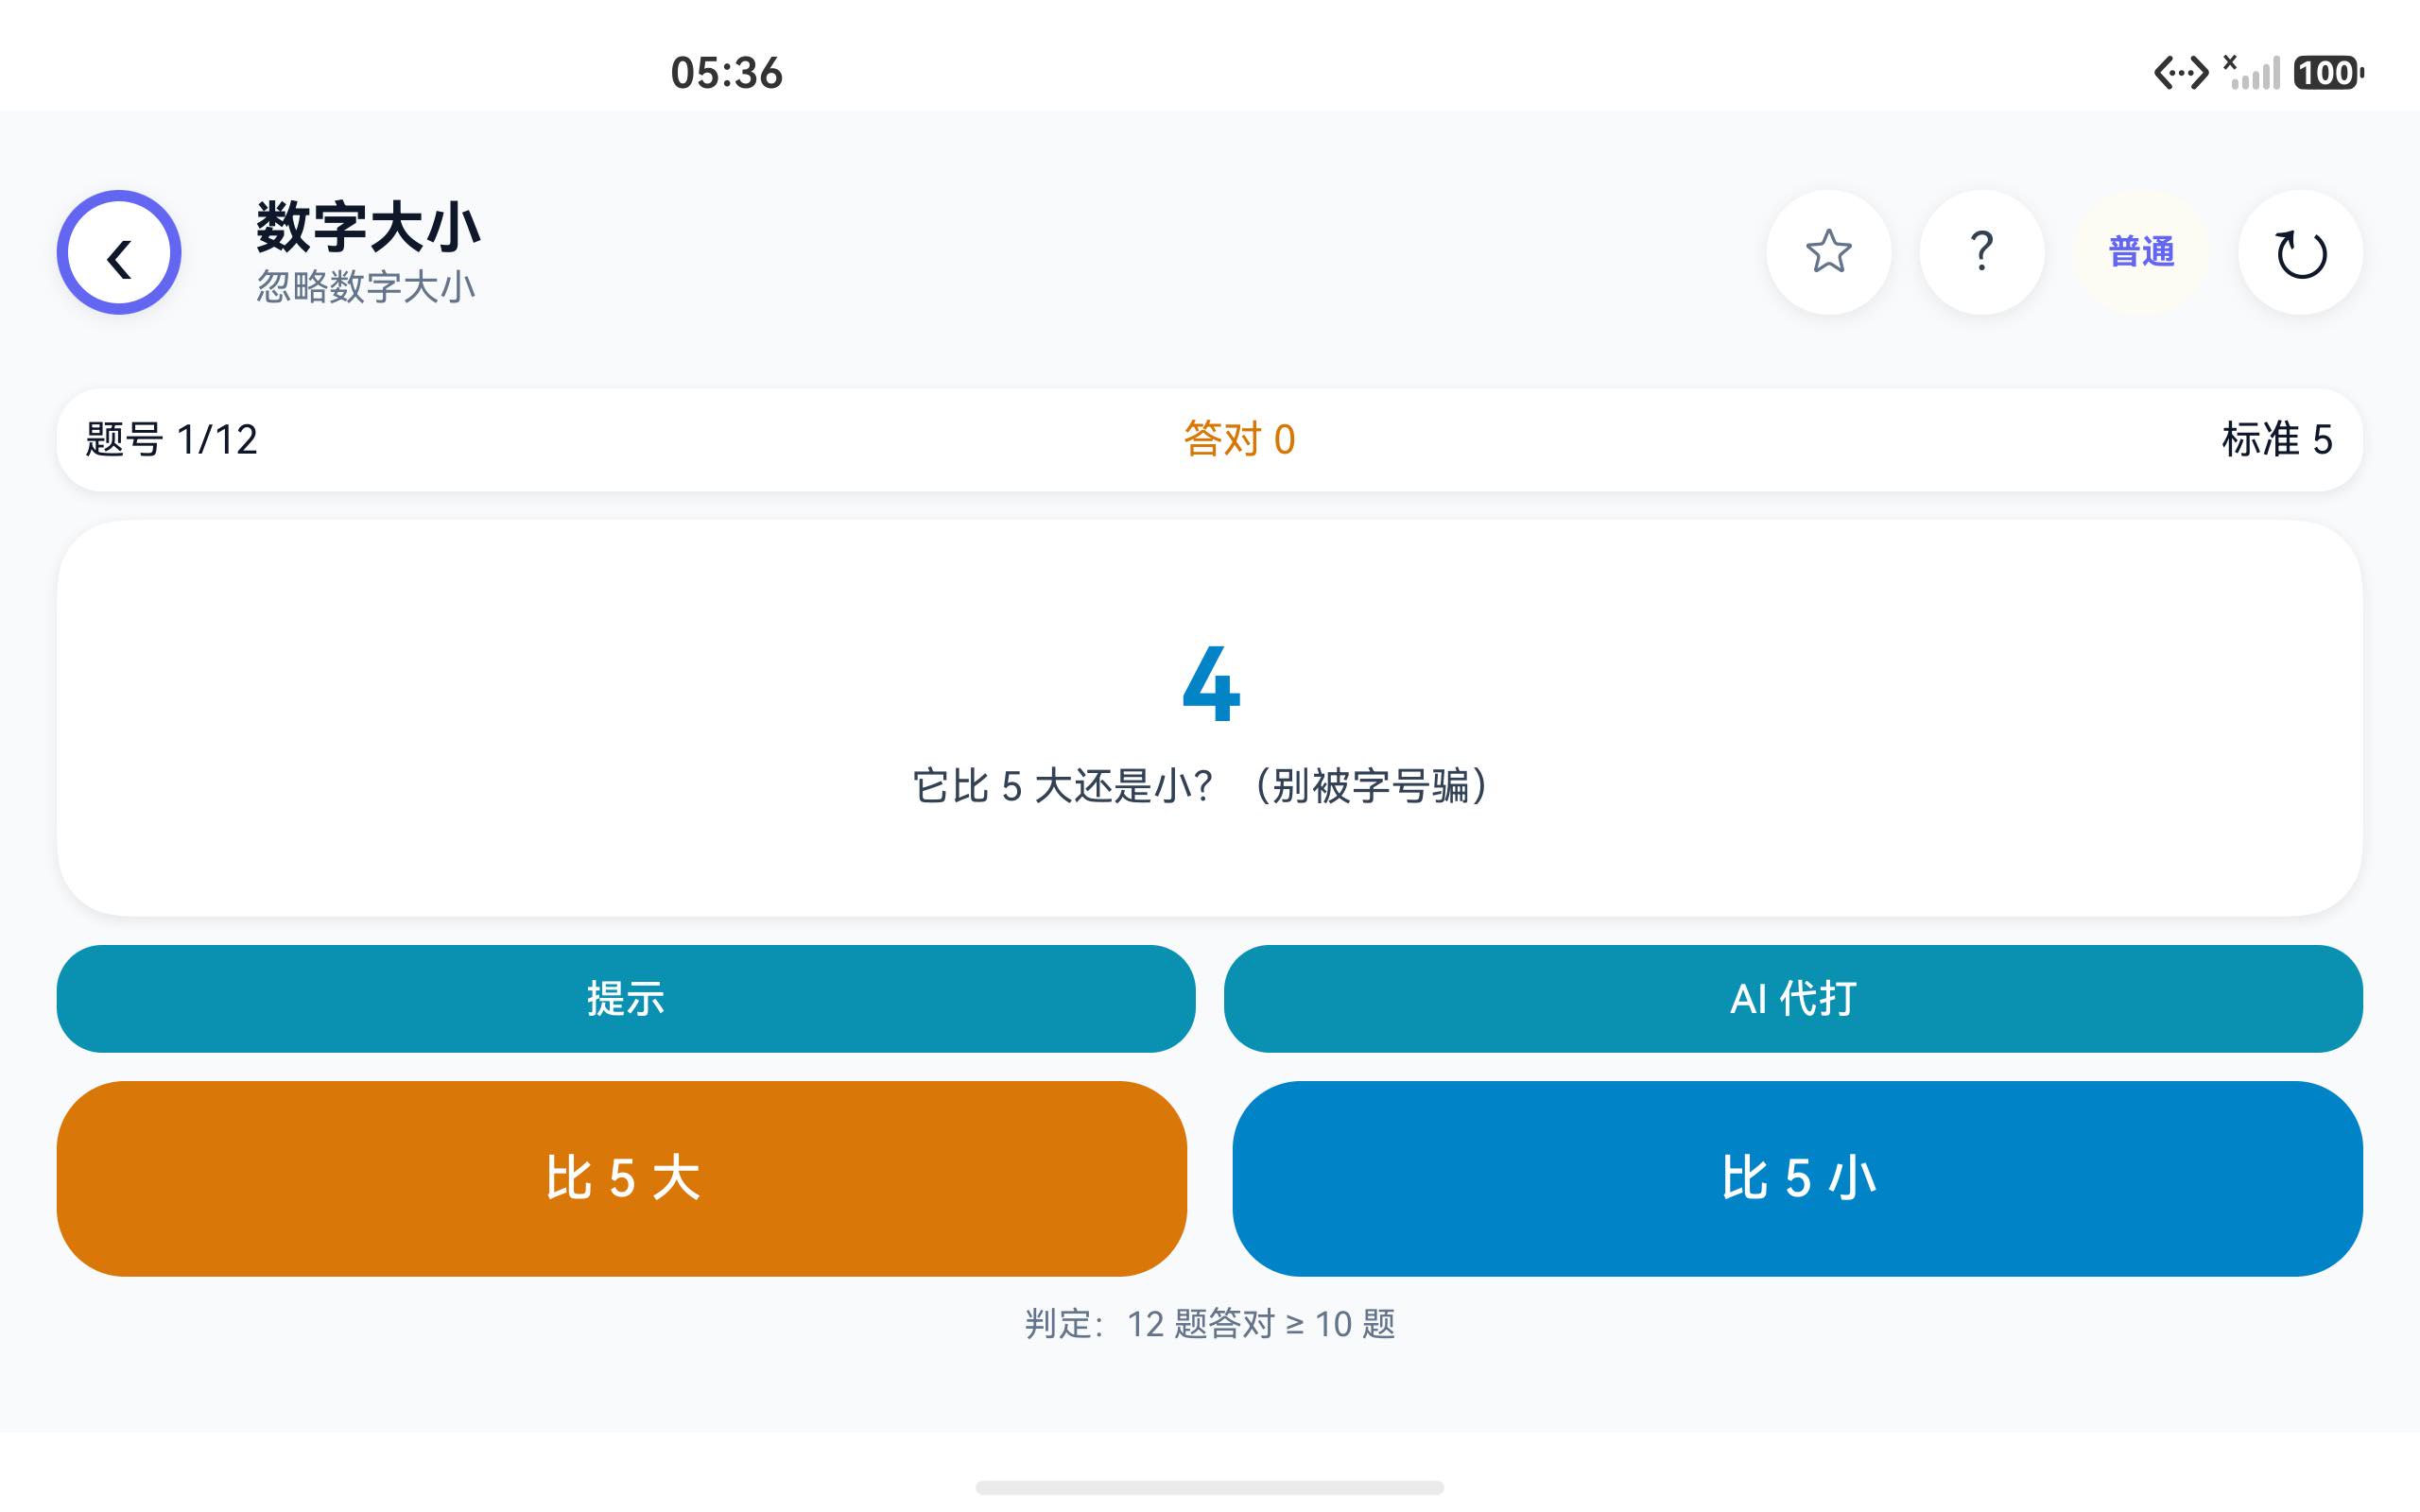 05:36
100
数字大小
忽略数字大小
?
普通
题号 1/12
答对 0
标准 5
4
它比 5 大还是小？（别被字号骗）
提示
AI 代打
比 5 大
比 5 小
判定：12 题答对 ≥ 10 题